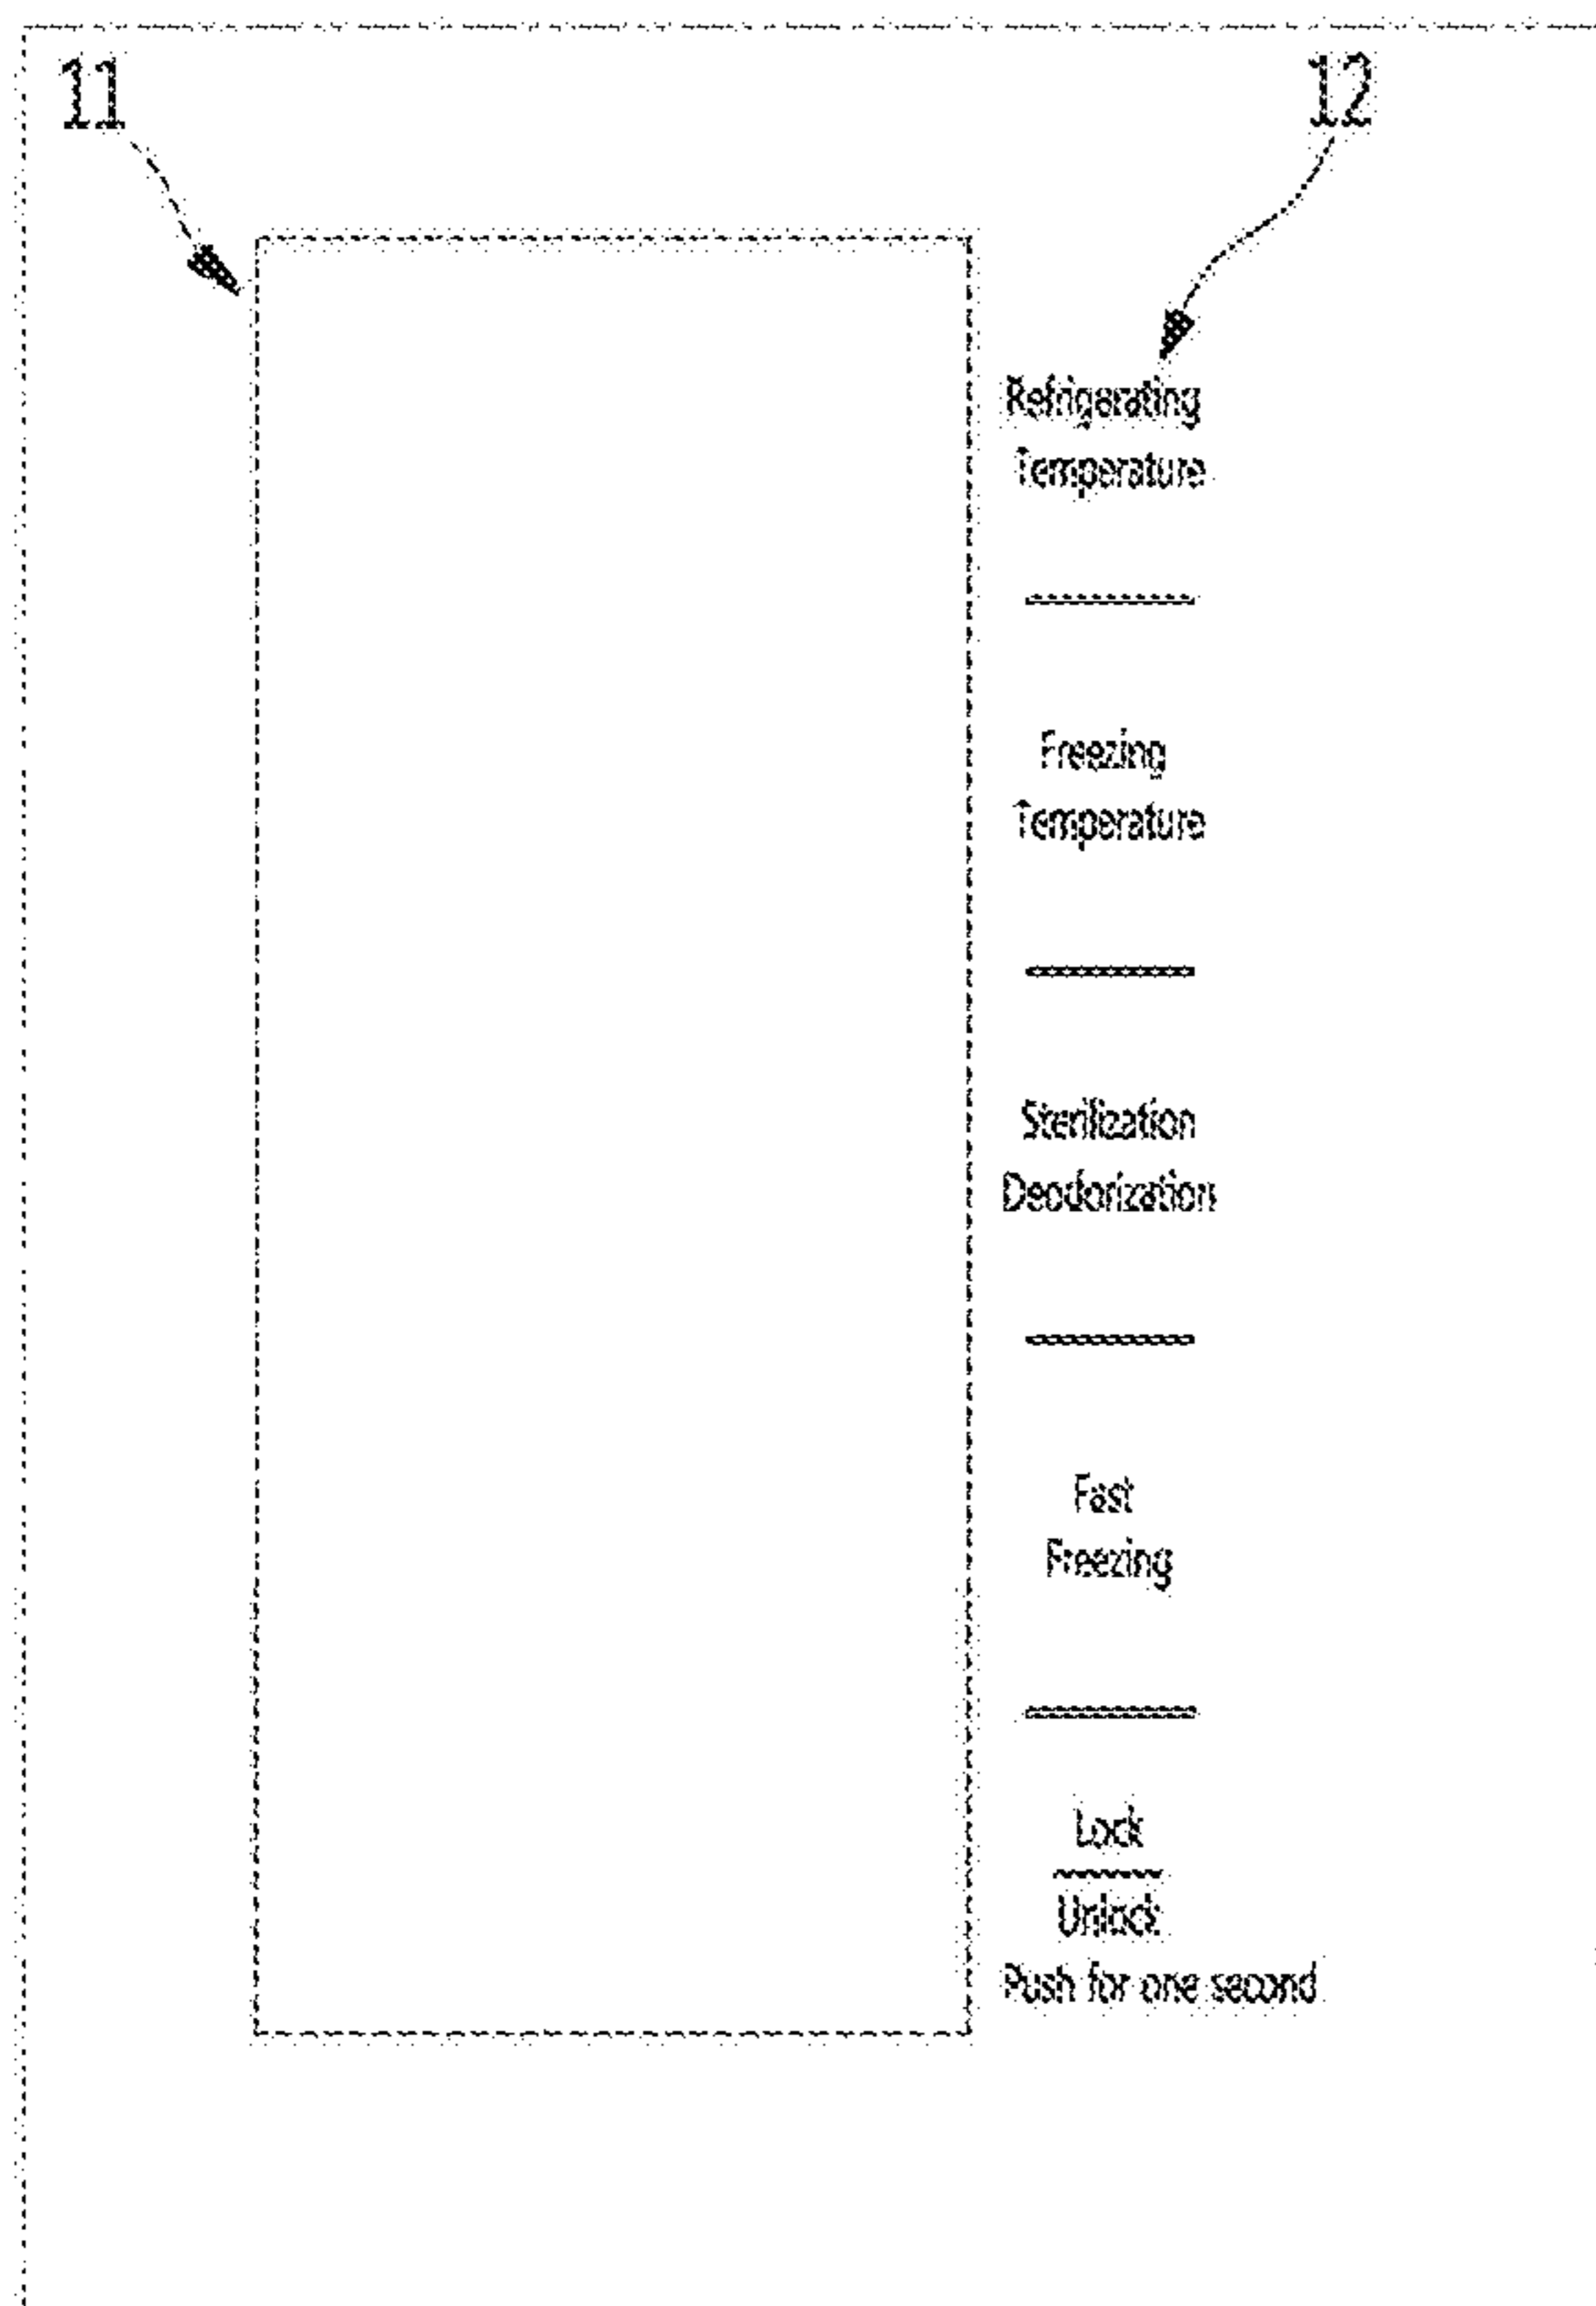 11
12
Refrigerating
Temperature
Freezing
Temperature
Sterilization
Deodorization
Fast
Freezing
Lock
Unlock
Push for one second